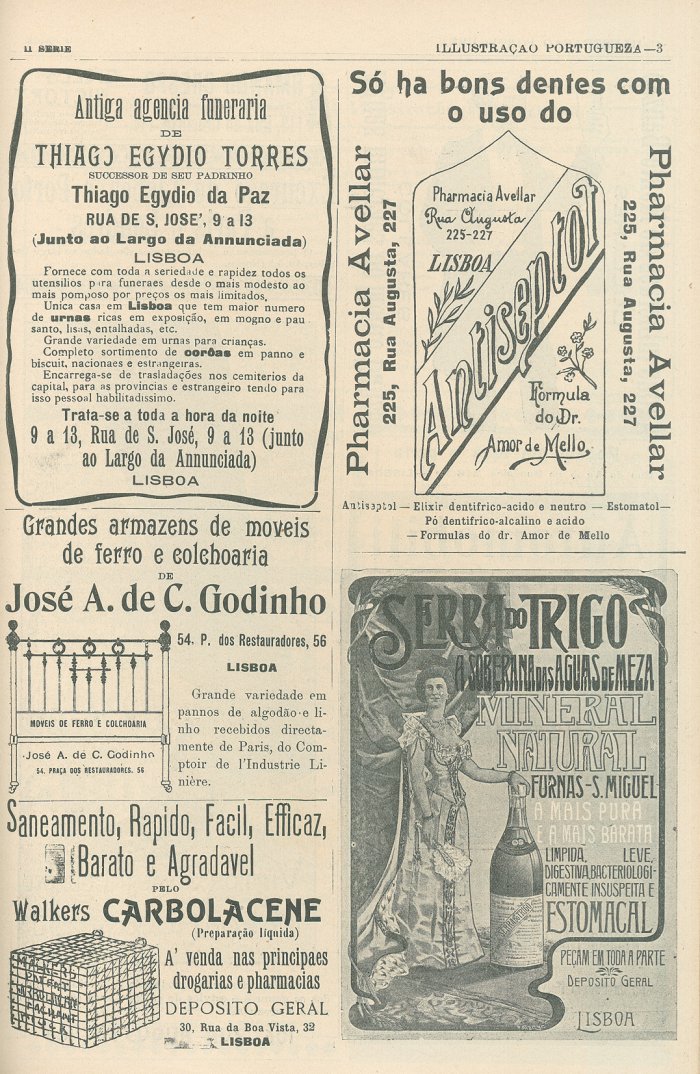 II SERIE
ILLUSTRAÇAO PORTUGUEZA—3
Antiga agencia funeraria
DE
THIAGO EGYDIO TORRES
SUCCESSOR DE SEU PADRINHO
Thiago Egydio da Paz
RUA DE S, JOSE', 9 a 13
(Junto ao Largo da Annunciada)
LISBOA
Fornece com toda a seriedade e rapidez todos os
utensilios para funeraes desde o mais modesto ao
mais pomposo por preços os mais limitados,
Unica casa em Lisboa que tem maior numero
de urnas ricas em exposição, em mogno e pau
santo, lisas, entalhadas, etc.
Grande variedade em urnas para crianças.
Completo sortimento de corôas em panno e
biscuit, nacionaes e estrangeiras.
Encarrega-se de trasladações nos cemiterios da
capital, para as provincias e estrangeiro tendo para
isso pessoal habilitadissimo.
Trata-se a toda a hora da noite
9 a 13, Rua de S. José, 9 a 13 (junto
ao Largo da Annunciada)
LISBOA
Grandes armazens de moveis
de ferro e colchoaria
DE
José A. de C. Godinho
54, P. dos Restauradores, 56
LISBOA
MOVEIS DE FERRO E COLCHOARIA
José A. de C. Godinho
54. PRAÇA DOS RESTAURADORES. 56
Grande variedade em
pannos de algodão e li-
nho recebidos directa-
mente de Paris, do Com-
ptoir de l'Industrie Li-
nière.
Saneamento, Rapido, Facil, Efficaz,
Barato e Agradavel
PELO
Walkers CARBOLACENE
(Preparação líquida)
WALKERS
PATENT
A' venda nas principaes
drogarias e pharmacias
DEPOSITO GERAL
30, Rua da Boa Vista, 32
LISBOA
Só ha bons dentes com
o uso do
Pharmacia Avellar
225, Rua Augusta, 227
Pharmacia Avellar
Rua Augusta
225-227
LISBOA
Antiseptol
Fórmula
do Dr.
Amor de Mello
Pharmacia Avellar
225, Rua Augusta, 227
Antiseptol — Elixir dentifrico-acido e neutro — Estomatol—
Pó dentifrico-alcalino e acido
— Formulas do dr. Amor de Mello
SERRA DO TRIGO
A SOBERANA DAS AGUAS DE MEZA
MINERAL
NATURAL
FURNAS-S. MIGUEL
A MAIS PURA
E A MAIS BARATA
LIMPIDA, LEVE,
DIGESTIVA, BACTERIOLOGI-
CAMENTE INSUSPEITA E
ESTOMACAL
PEÇAM EM TODA A PARTE
DEPOSITO GERAL
LISBOA